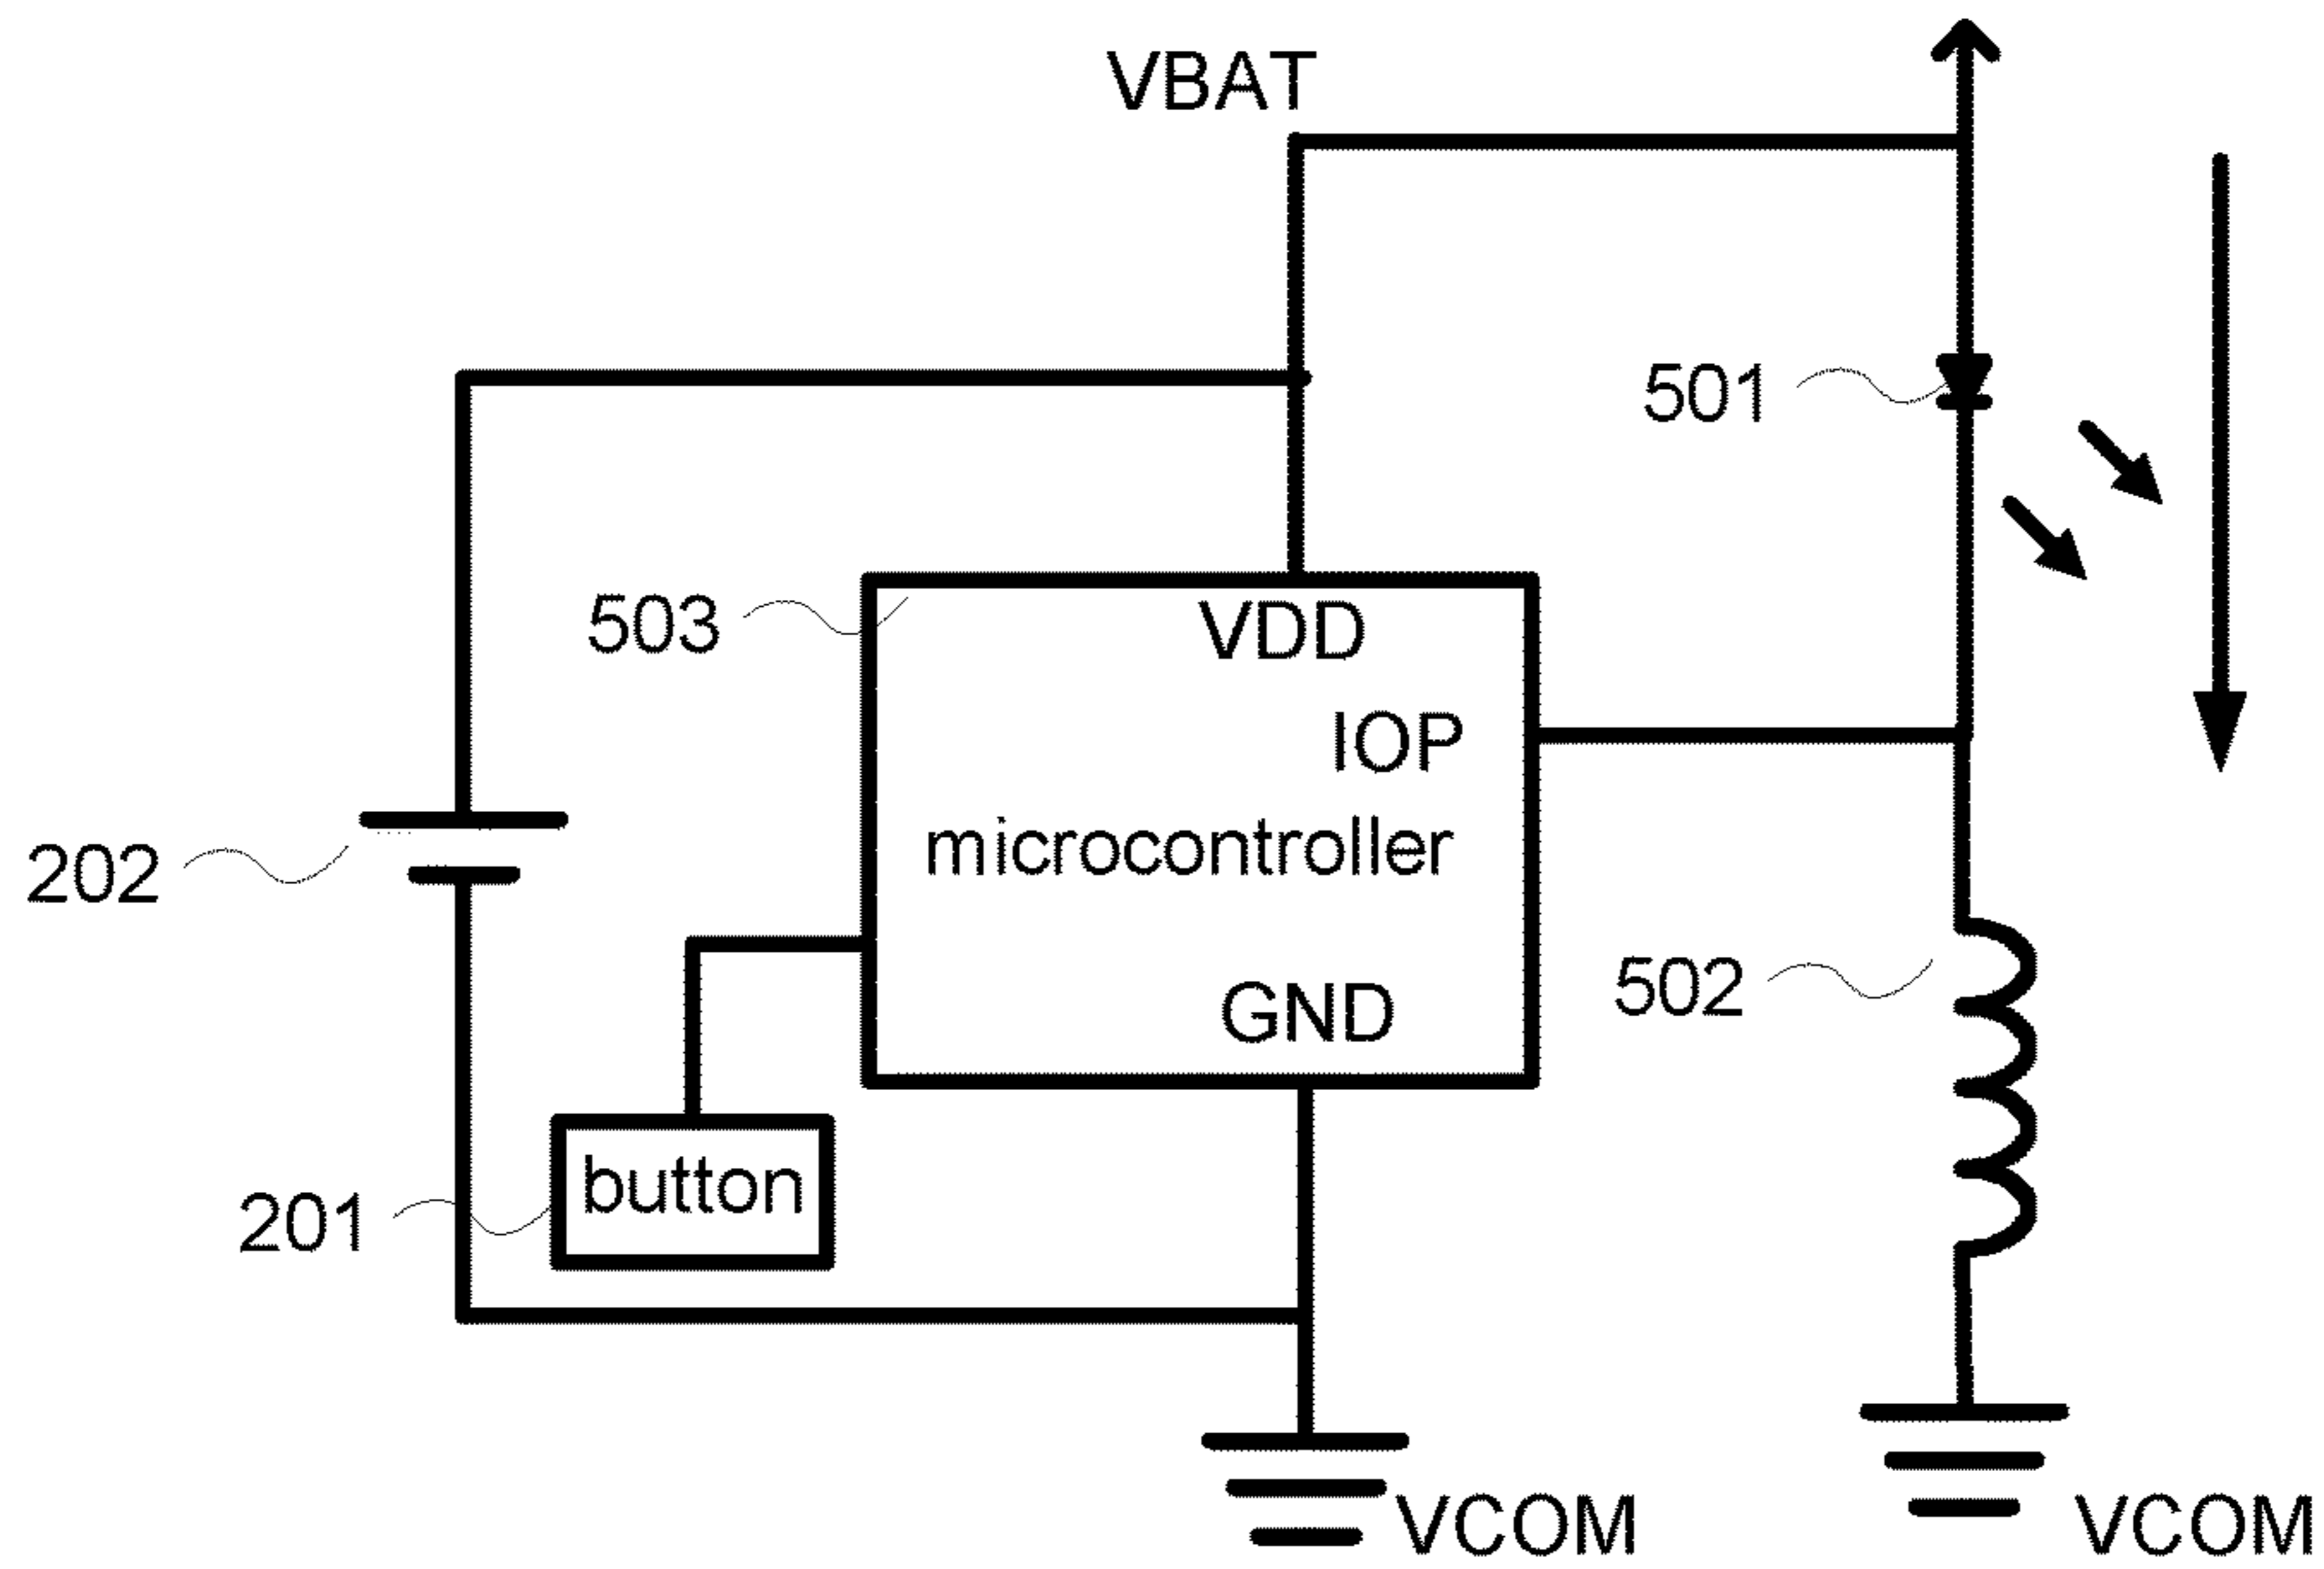 VBAT
501
503
VDD
IOP
microcontroller
202
502
GND
button
201
VCOM
VCOM